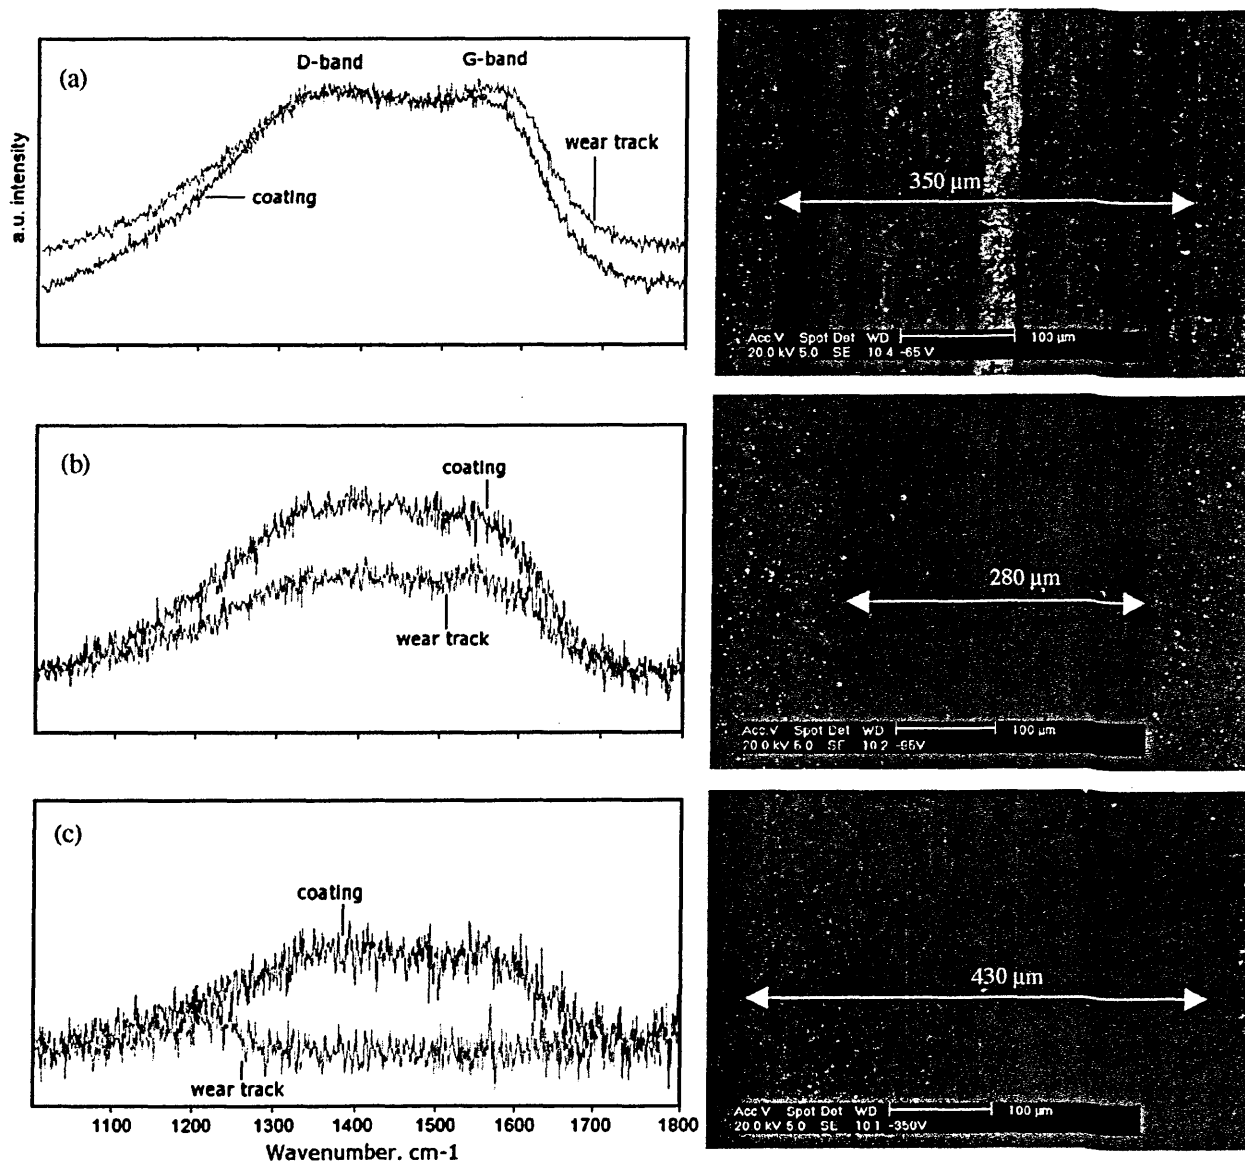 (a)
D-band
G-band
wear track
coating
a.u. intensity
350 µm
Acc.V Spot Det WD
100 µm
20.0 kV 5.0 SE 10.4 -65 V
(b)
coating
wear track
280 µm
Acc.V Spot Det WD
100 µm
20.0 kV 5.0 SE 10.2 -95V
(c)
coating
wear track
430 µm
Acc.V Spot Det WD
100 µm
20.0 kV 5.0 SE 10.1 -350V
1100 1200 1300 1400 1500 1600 1700 1800
Wavenumber, cm-1